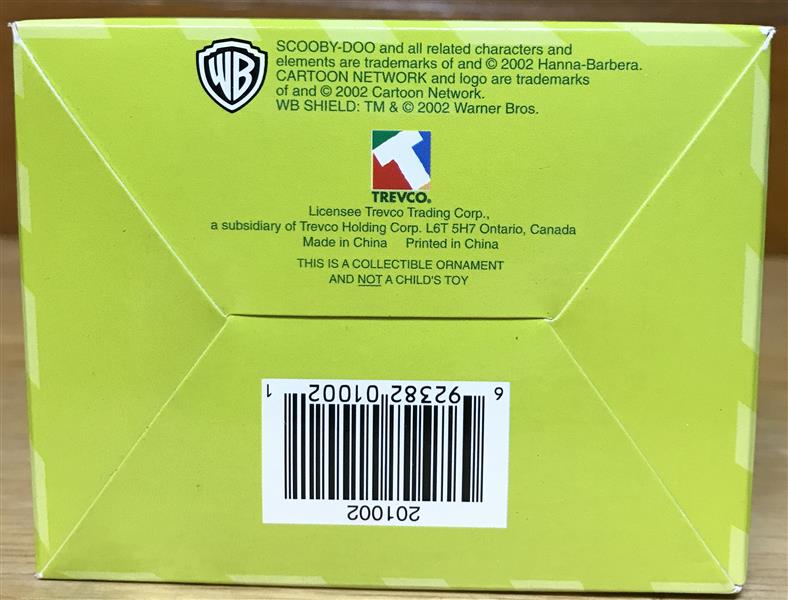 WB
SCOOBY-DOO and all related characters and
elements are trademarks of and © 2002 Hanna-Barbera.
CARTOON NETWORK and logo are trademarks
of and © 2002 Cartoon Network.
WB SHIELD: TM & © 2002 Warner Bros.
T
TREVCO®
Licensee Trevco Trading Corp.,
a subsidiary of Trevco Holding Corp. L6T 5H7 Ontario, Canada
Made in China Printed in China
THIS IS A COLLECTIBLE ORNAMENT
AND NOT A CHILD'S TOY
201002
6 92382 01002 1